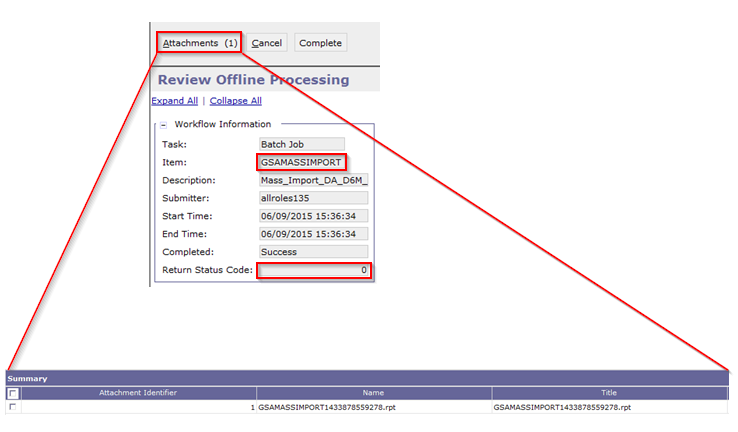 Attachments (1) Cancel Complete
Review Offline Processing
Expand All | Collapse All
Workflow Information
Task: Batch Job
Item: GSAMASSIMPORT
Description: Mass_Import_DA_D6M_
Submitter: allroles135
Start Time: 06/09/2015 15:36:34
End Time: 06/09/2015 15:36:34
Completed: Success
Return Status Code: 0
Summary
Attachment Identifier Name Title
1 GSAMASSIMPORT1433878559278.rpt GSAMASSIMPORT1433878559278.rpt